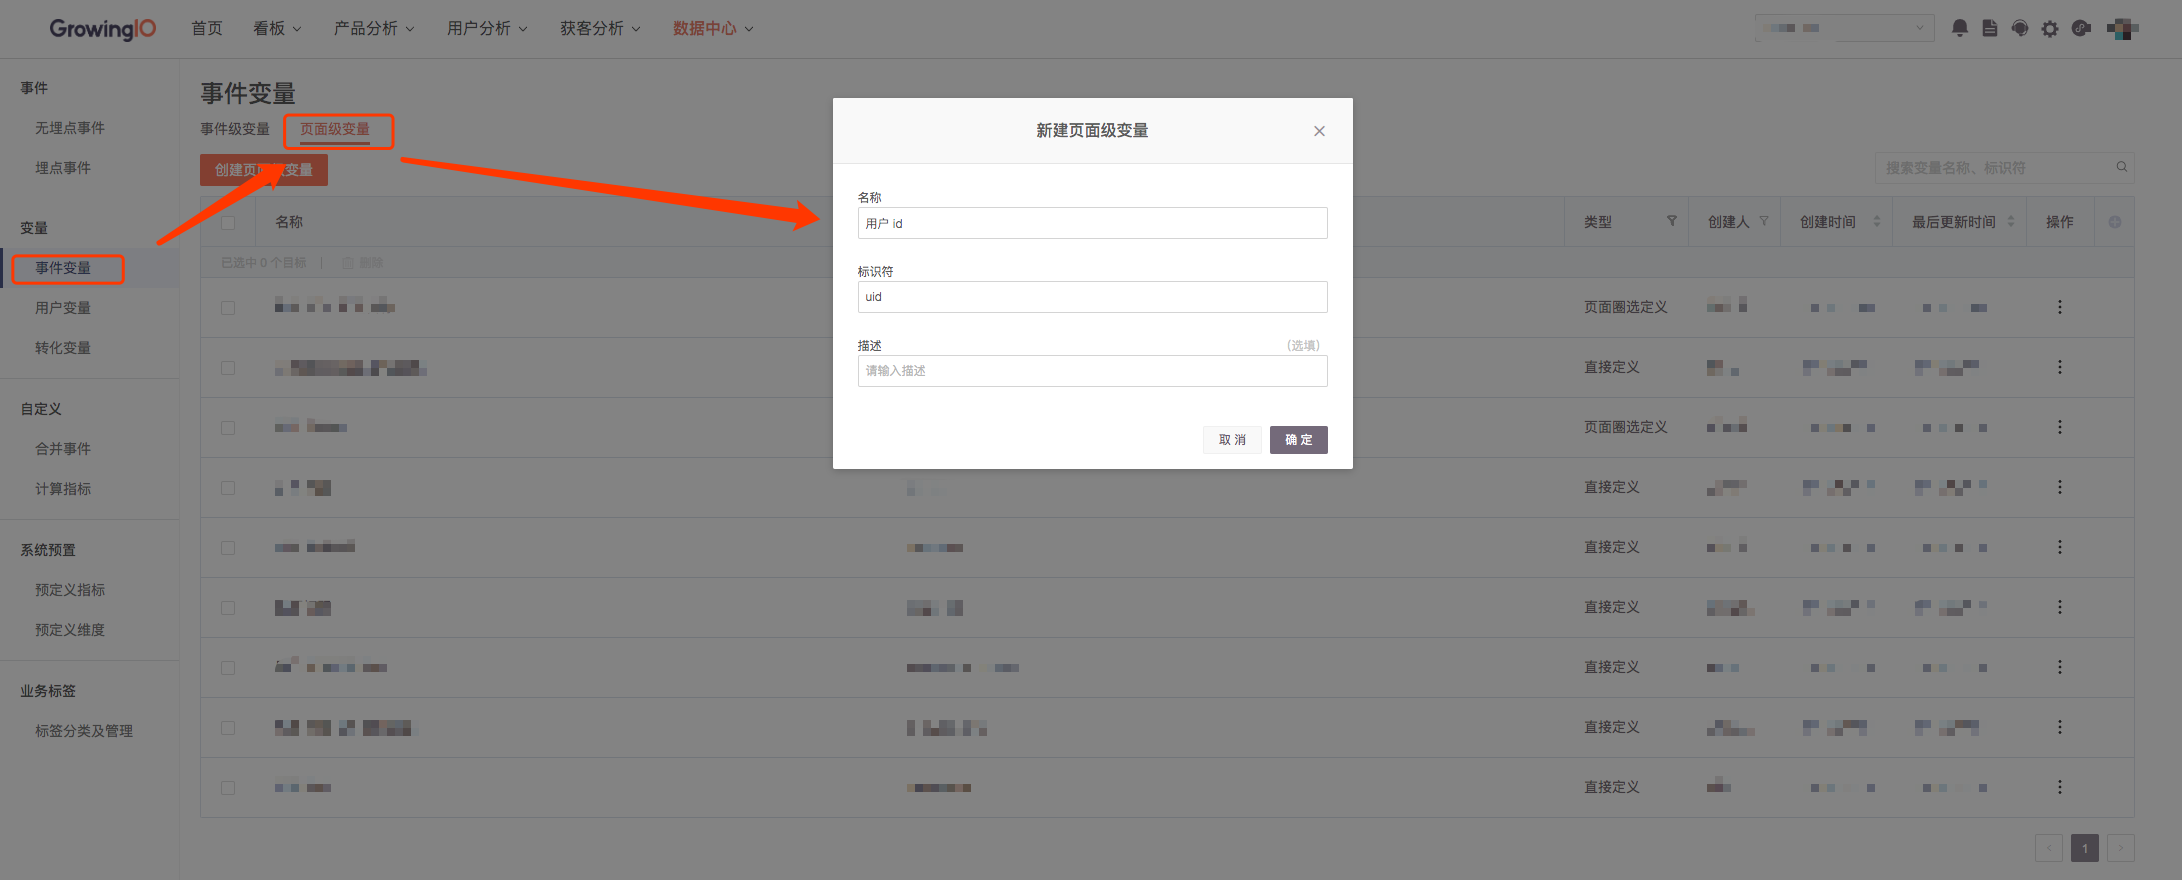 GrowingIO 首页 看板 产品分析 用户分析 获客分析 数据中心
事件
无埋点事件
埋点事件
变量
事件变量
用户变量
转化变量
自定义
合并事件
计算指标
系统预置
预定义指标
预定义维度
业务标签
标签分类及管理
事件变量
事件级变量 页面级变量
创建页 变量
搜索变量名称、标识符
名称 类型 创建人 创建时间 最后更新时间 操作
已选中 0 个目标 | 删除
页面圈选定义
直接定义
页面圈选定义
直接定义
直接定义
直接定义
直接定义
直接定义
直接定义
1
新建页面级变量
名称
用户 id
标识符
uid
描述 (选填)
请输入描述
取 消 确 定